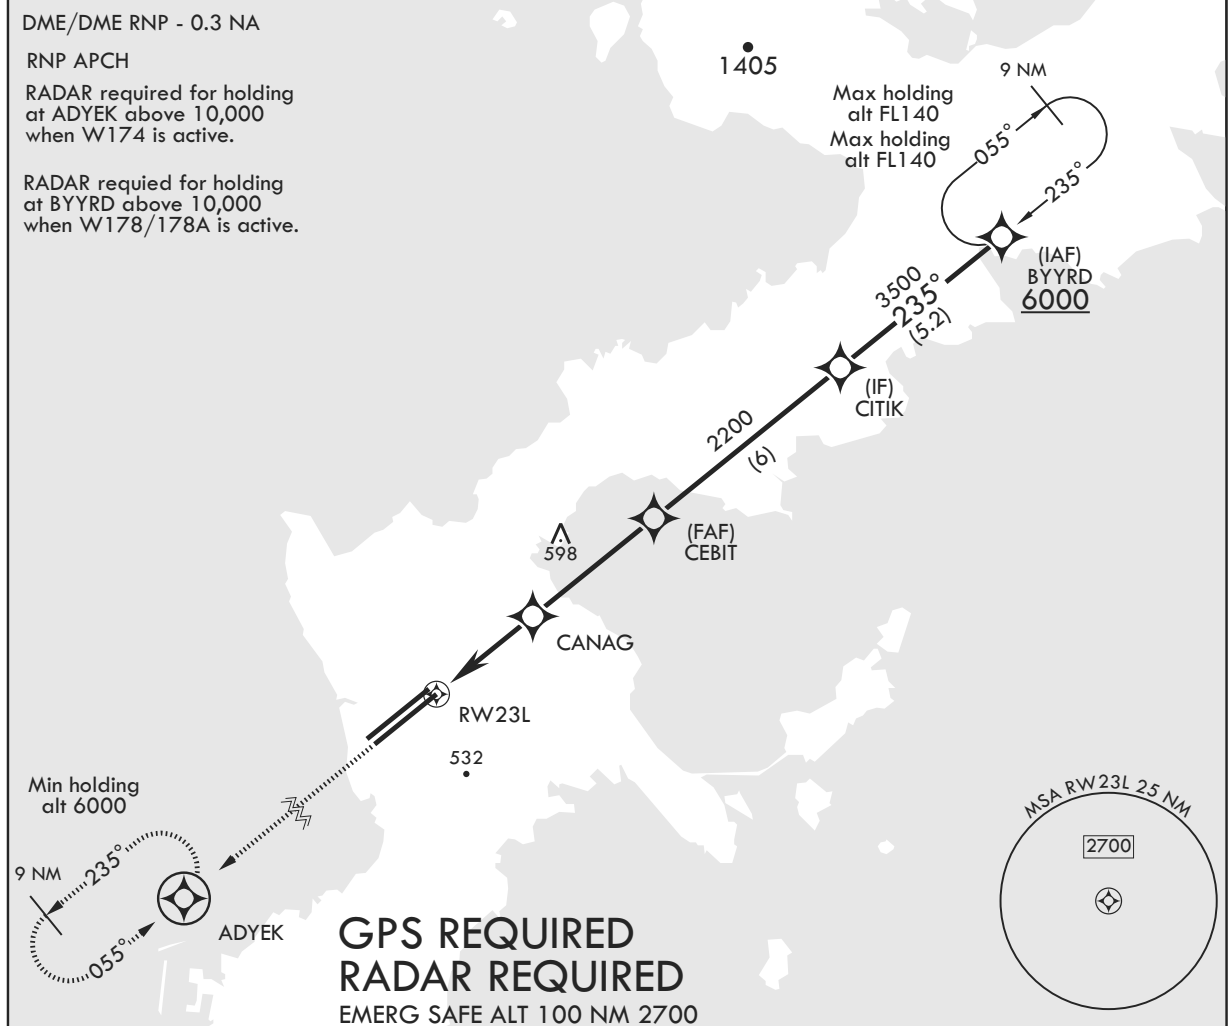 DME/DME RNP - 0.3 NA
RNP APCH
RADAR required for holding
at ADYEK above 10,000
when W174 is active.
RADAR requied for holding
at BYYRD above 10,000
when W178/178A is active.
1405
Max holding
alt FL140
Max holding
alt FL140
9 NM
055°
235°
(IAF)
BYYRD
6000
3500
235°
(5.2)
(IF)
CITIK
2200
(6)
(FAF)
CEBIT
598
CANAG
RW23L
532
Min holding
alt 6000
9 NM
235°
055°
ADYEK
MSA RW23L 25 NM
2700
GPS REQUIRED
RADAR REQUIRED
EMERG SAFE ALT 100 NM 2700